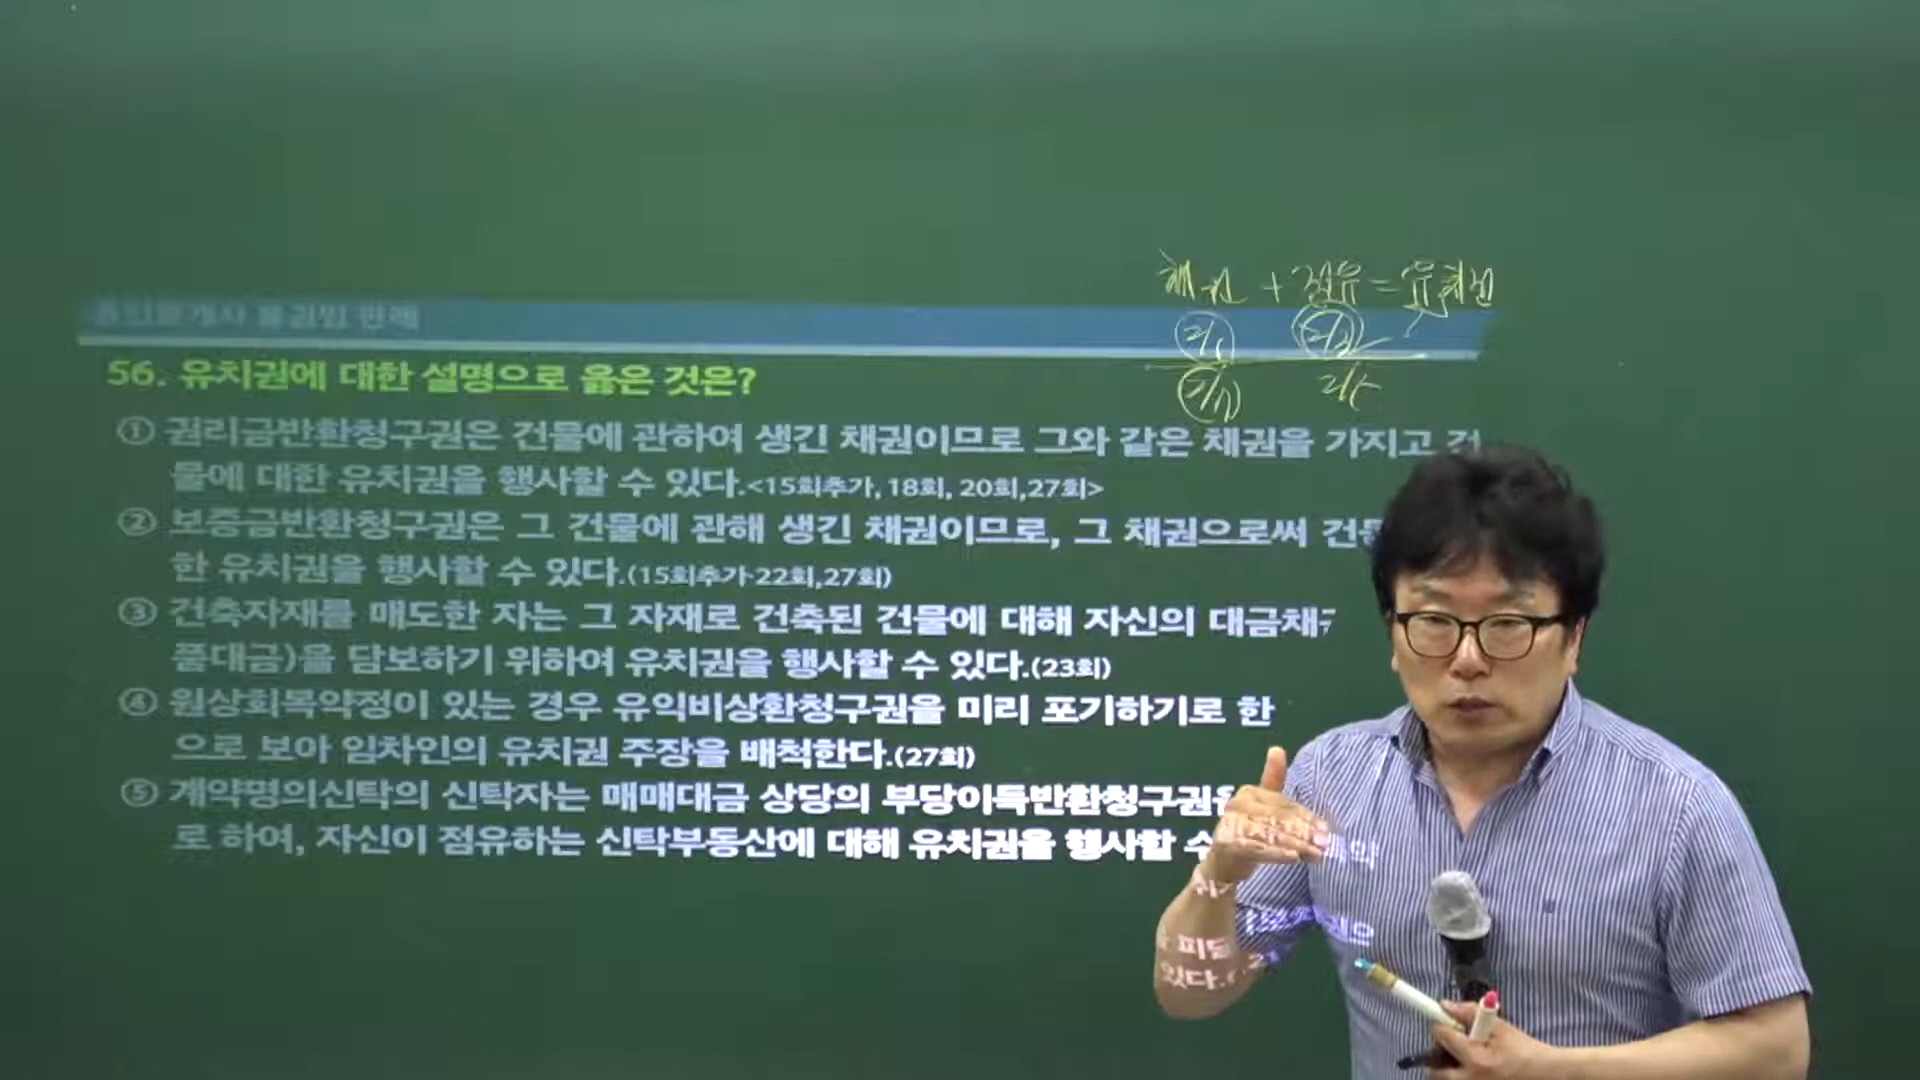 공인중개사 물권법 판례
채권 + 점유 = 유치권
2/1 2/2
2/1 2/5
56. 유치권에 대한 설명으로 옳은 것은?
① 권리금반환청구권은 건물에 관하여 생긴 채권이므로 그와 같은 채권을 가지고
물에 대한 유치권을 행사할 수 있다.<15회추가, 18회, 20회,27회>
② 보증금반환청구권은 그 건물에 관해 생긴 채권이므로, 그 채권으로써
한 유치권을 행사할 수 있다.(15회추가·22회,27회)
③ 건축자재를 매도한 자는 그 자재로 건축된 건물에 대해 자신의
품대금)을 담보하기 위하여 유치권을 행사할 수 있다.(23회)
④ 원상회복약정이 있는 경우 유익비상환청구권을 미리 포기하기로 한
으로 보아 임차인의 유치권 주장을 배척한다.(27회)
⑤ 계약명의신탁의 신탁자는 매매대금 상당의 부당이득반환청구권을
로 하여, 자신이 점유하는 신탁부동산에 대해 유치권을 행사할 수
피담
있다.